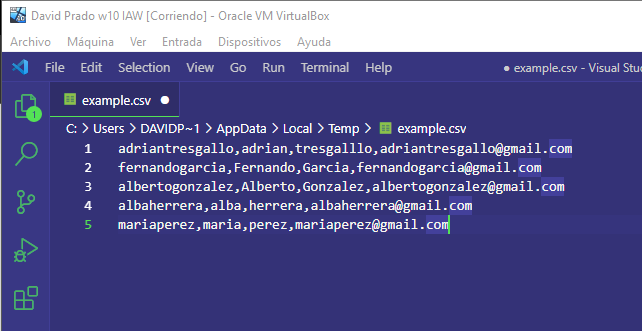 David Prado w10 IAW [Corriendo] - Oracle VM VirtualBox
Archivo Máquina Ver Entrada Dispositivos Ayuda
File Edit Selection View Go Run Terminal Help ● example.csv - Visual Stud
example.csv ●
1
C: > Users > DAVIDP~1 > AppData > Local > Temp > example.csv
1 adriantresgallo,adrian,tresgalllo,adriantresgallo@gmail.com
2 fernandogarcia,Fernando,Garcia,fernandogarcia@gmail.com
3 albertogonzalez,Alberto,Gonzalez,albertogonzalez@gmail.com
4 albaherrera,alba,herrera,albaherrera@gmail.com
5 mariaperez,maria,perez,mariaperez@gmail.com